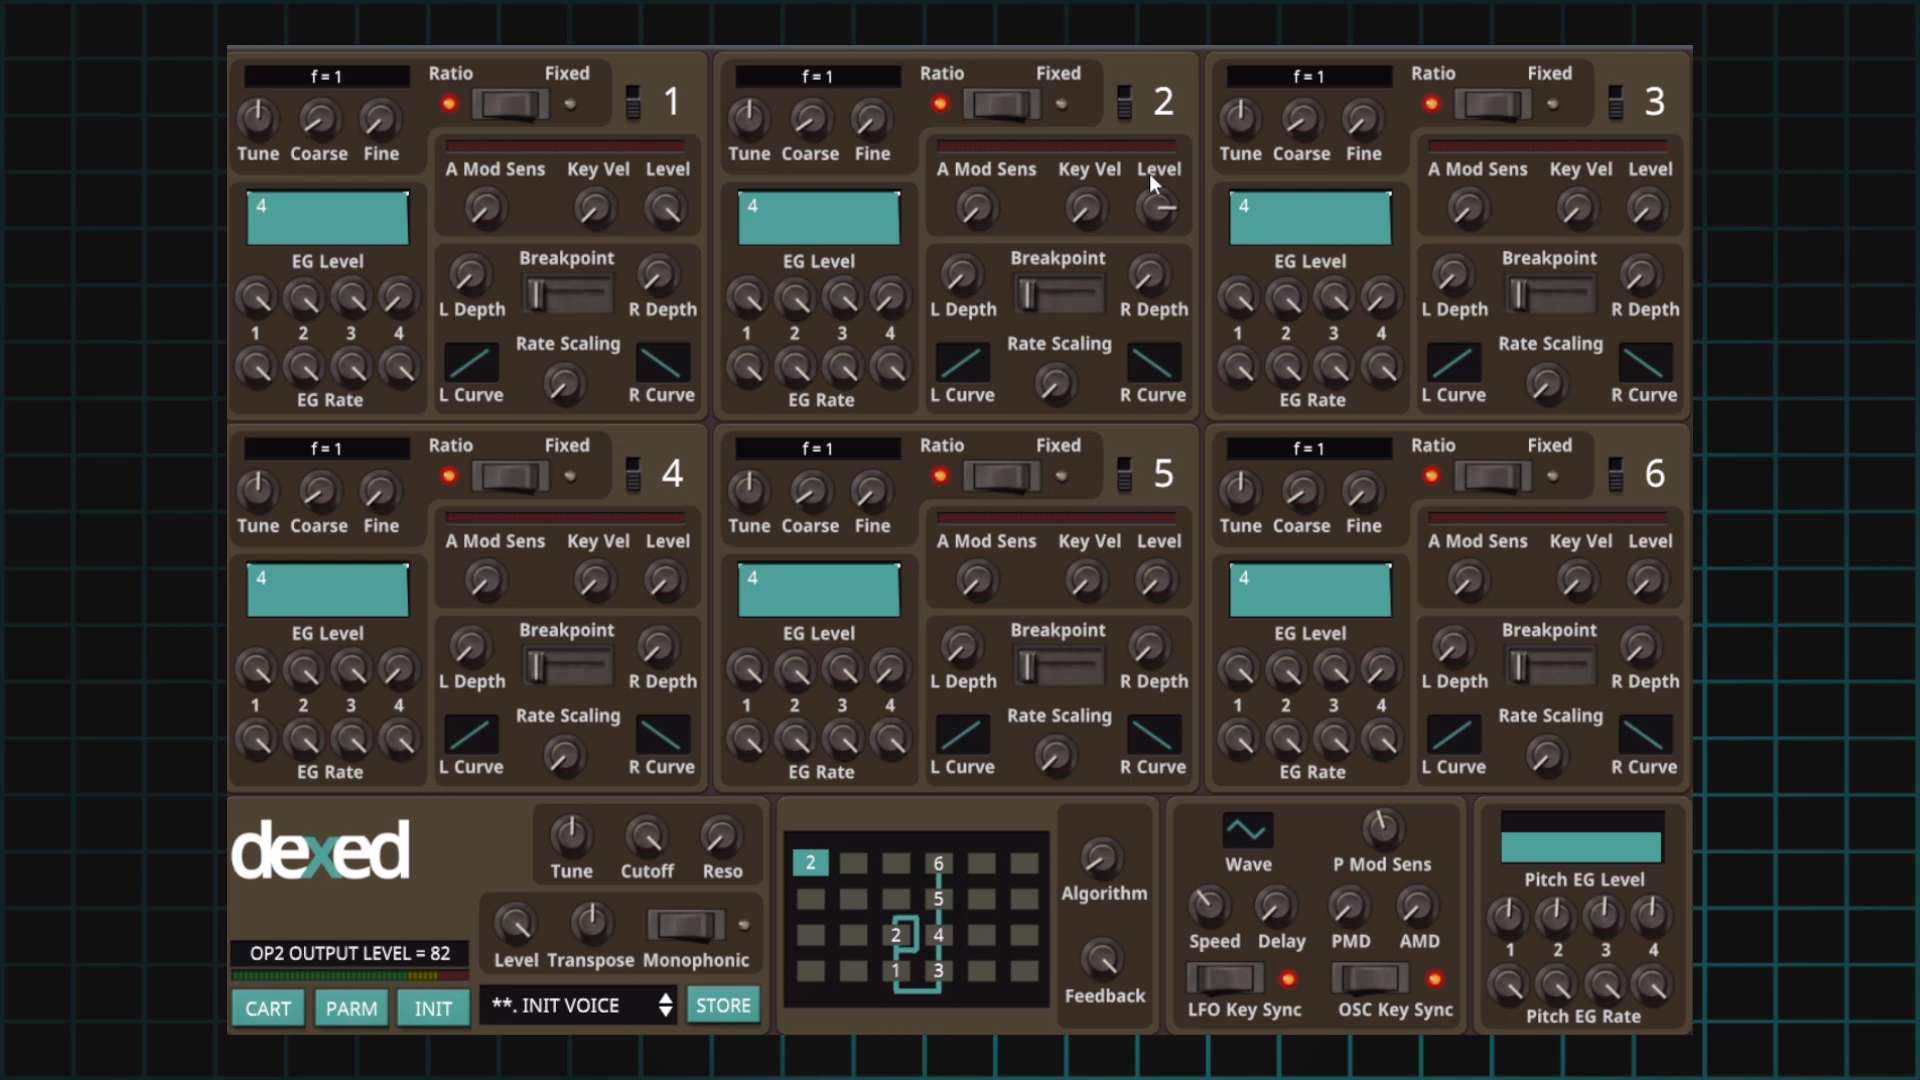 f = 1
Ratio Fixed
1
Tune Coarse Fine
A Mod Sens Key Vel Level
4
EG Level
Breakpoint
L Depth R Depth
1 2 3 4
Rate Scaling
L Curve R Curve
EG Rate
f = 1
Ratio Fixed
2
Tune Coarse Fine
A Mod Sens Key Vel Level
4
EG Level
Breakpoint
L Depth R Depth
1 2 3 4
Rate Scaling
L Curve R Curve
EG Rate
f = 1
Ratio Fixed
3
Tune Coarse Fine
A Mod Sens Key Vel Level
4
EG Level
Breakpoint
L Depth R Depth
1 2 3 4
Rate Scaling
L Curve R Curve
EG Rate
f = 1
Ratio Fixed
4
Tune Coarse Fine
A Mod Sens Key Vel Level
4
EG Level
Breakpoint
L Depth R Depth
1 2 3 4
Rate Scaling
L Curve R Curve
EG Rate
f = 1
Ratio Fixed
5
Tune Coarse Fine
A Mod Sens Key Vel Level
4
EG Level
Breakpoint
L Depth R Depth
1 2 3 4
Rate Scaling
L Curve R Curve
EG Rate
f = 1
Ratio Fixed
6
Tune Coarse Fine
A Mod Sens Key Vel Level
4
EG Level
Breakpoint
L Depth R Depth
1 2 3 4
Rate Scaling
L Curve R Curve
EG Rate
dexed
Tune Cutoff Reso
Level Transpose Monophonic
OP2 OUTPUT LEVEL = 82
CART PARM INIT **. INIT VOICE STORE
2 6
5
2 4
1 3
Algorithm
Feedback
Wave P Mod Sens
Speed Delay PMD AMD
LFO Key Sync OSC Key Sync
Pitch EG Level
1 2 3 4
Pitch EG Rate